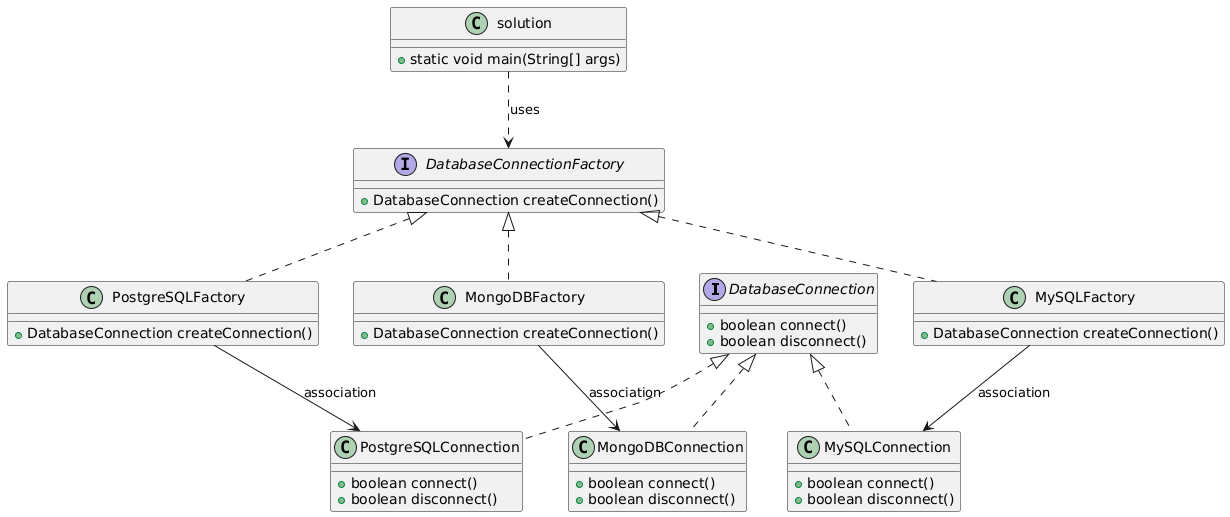 C solution
static void main(String[] args)
uses
I DatabaseConnectionFactory
DatabaseConnection createConnection()
C PostgreSQLFactory
DatabaseConnection createConnection()
C MongoDBFactory
DatabaseConnection createConnection()
I DatabaseConnection
boolean connect()
boolean disconnect()
C MySQLFactory
DatabaseConnection createConnection()
association
association
association
C PostgreSQLConnection
boolean connect()
boolean disconnect()
C MongoDBConnection
boolean connect()
boolean disconnect()
C MySQLConnection
boolean connect()
boolean disconnect()